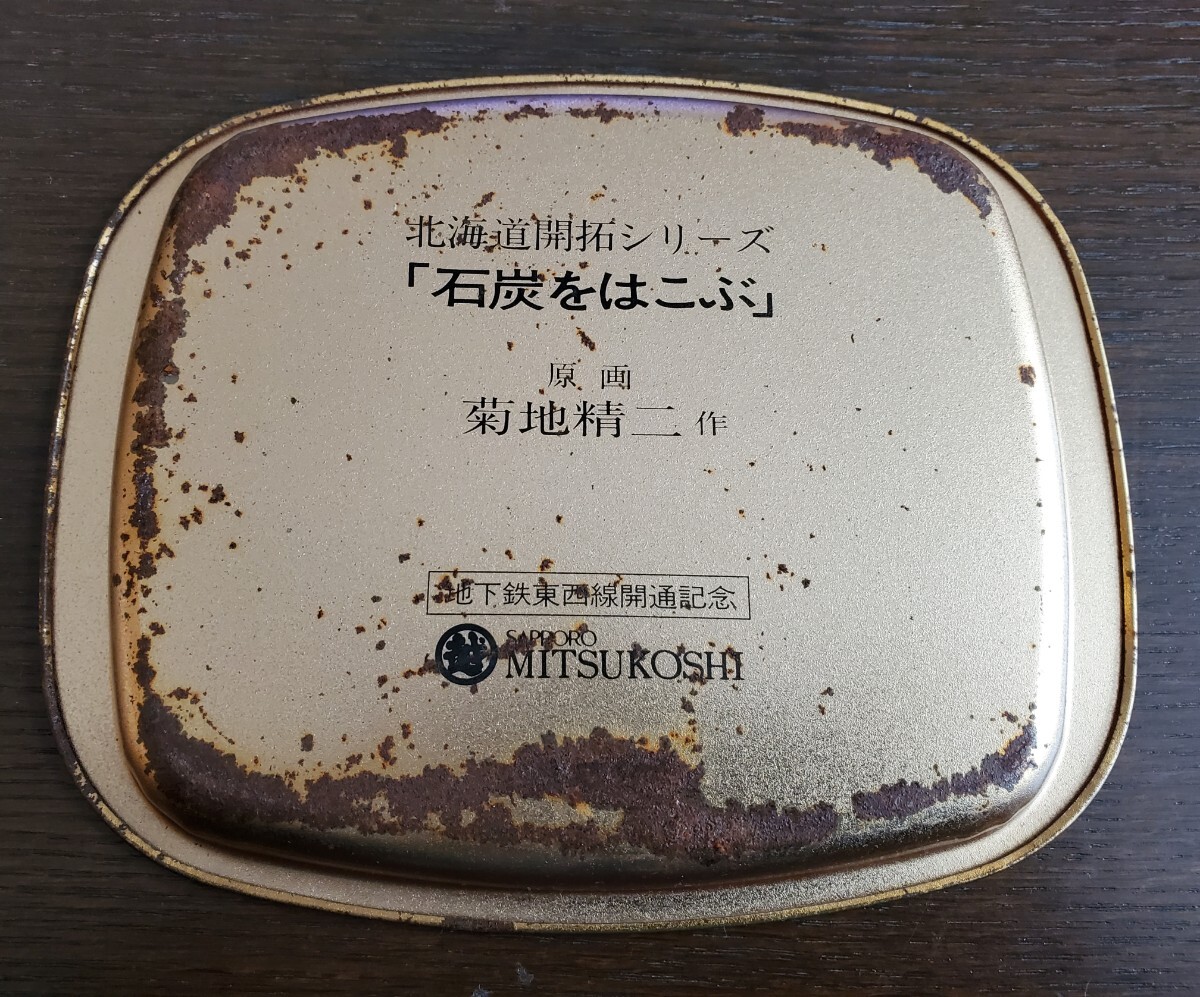 北海道開拓シリーズ
「石炭をはこぶ」
原画
菊地精二作
地下鉄東西線開通記念
越 SAPPORO
MITSUKOSHI